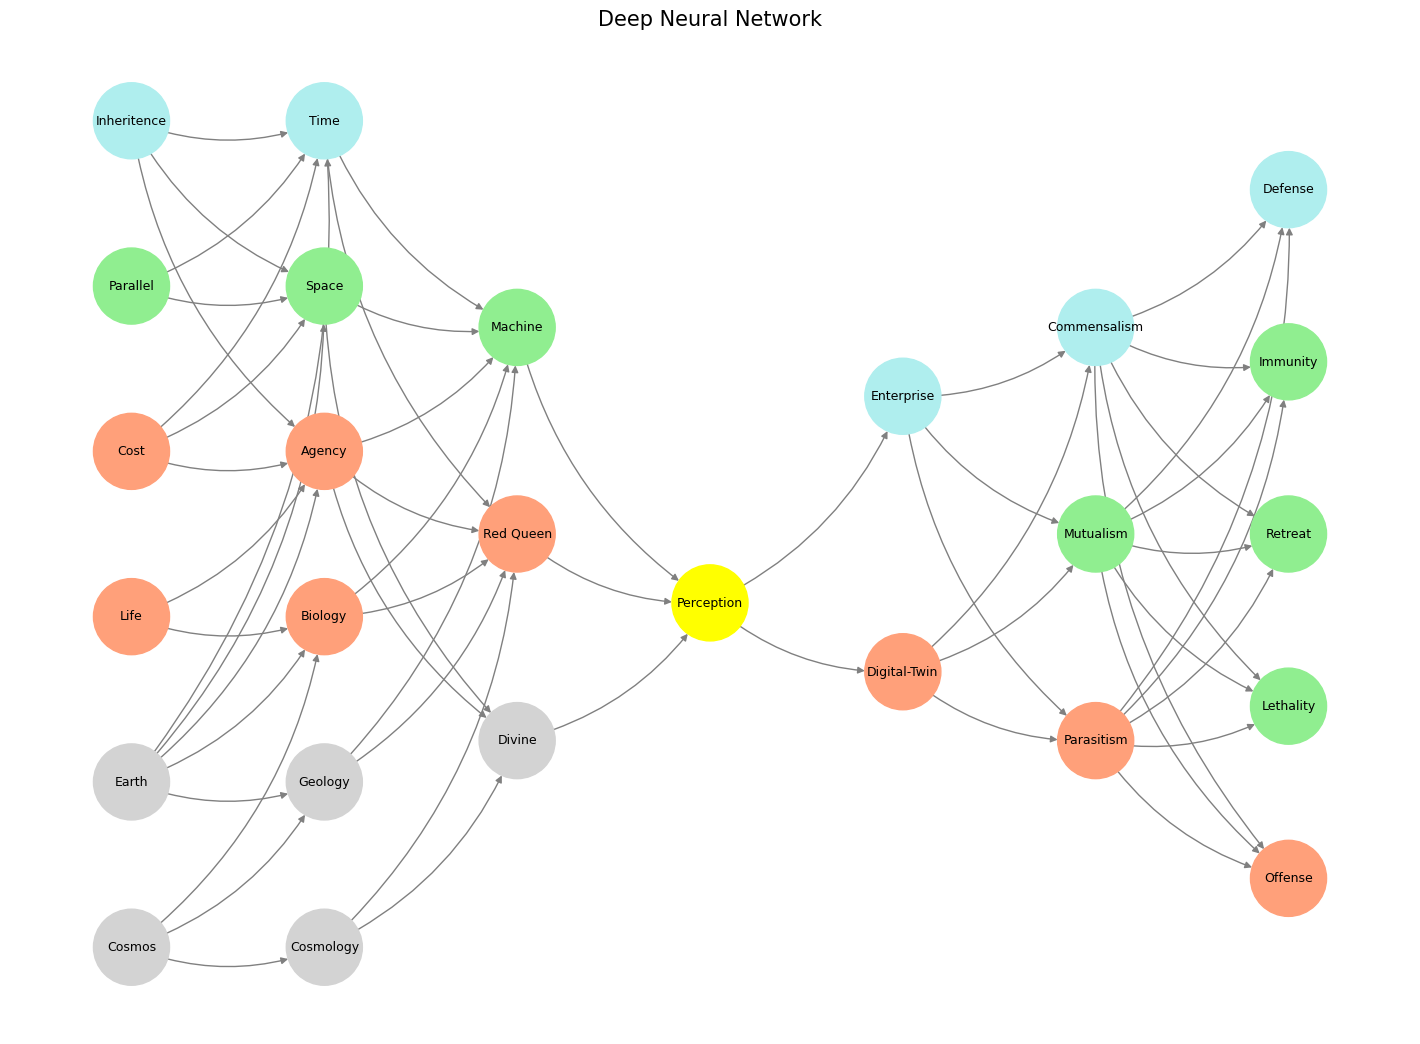 Deep Neural Network
Inheritence
Parallel
Cost
Life
Earth
Cosmos
Time
Space
Agency
Biology
Geology
Cosmology
Machine
Red Queen
Divine
Perception
Enterprise
Digital-Twin
Commensalism
Mutualism
Parasitism
Defense
Immunity
Retreat
Lethality
Offense